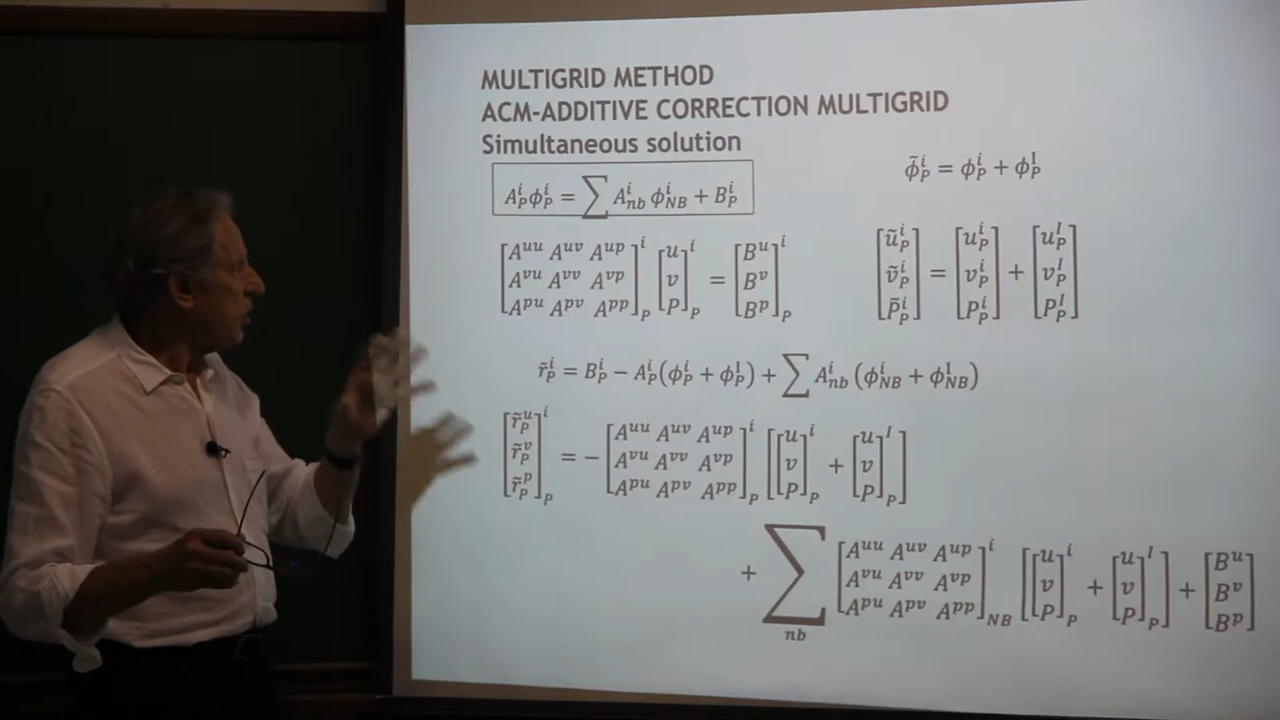 MULTIGRID METHOD
ACM-ADDITIVE CORRECTION MULTIGRID
Simultaneous solution
A_P^i ϕ_P^i = ∑ A_nb^i ϕ_NB^i + B_P^i
ϕ̃_P^i = ϕ_P^i + ϕ_P^I
[A^uu A^uv A^up; A^vu A^vv A^vp; A^pu A^pv A^pp]_P^i [u; v; P]_P^i = [B^u; B^v; B^p]_P^i
[ũ_P^i; ṽ_P^i; p̃_P^i] = [u_P^i; v_P^i; P_P^i] + [u_P^I; v_P^I; P_P^I]
r̃_P^i = B_P^i − A_P^i(ϕ_P^i + ϕ_P^I) + ∑ A_nb^i (ϕ_NB^i + ϕ_NB^I)
[r̃_P^u; r̃_P^v; r̃_P^p]_P^i = − [A^uu A^uv A^up; A^vu A^vv A^vp; A^pu A^pv A^pp]_P^i [[u; v; P]_P^i + [u; v; P]_P^I]
+ ∑_nb [A^uu A^uv A^up; A^vu A^vv A^vp; A^pu A^pv A^pp]_NB^i [[u; v; P]_P^i + [u; v; P]_P^I] + [B^u; B^v; B^p]